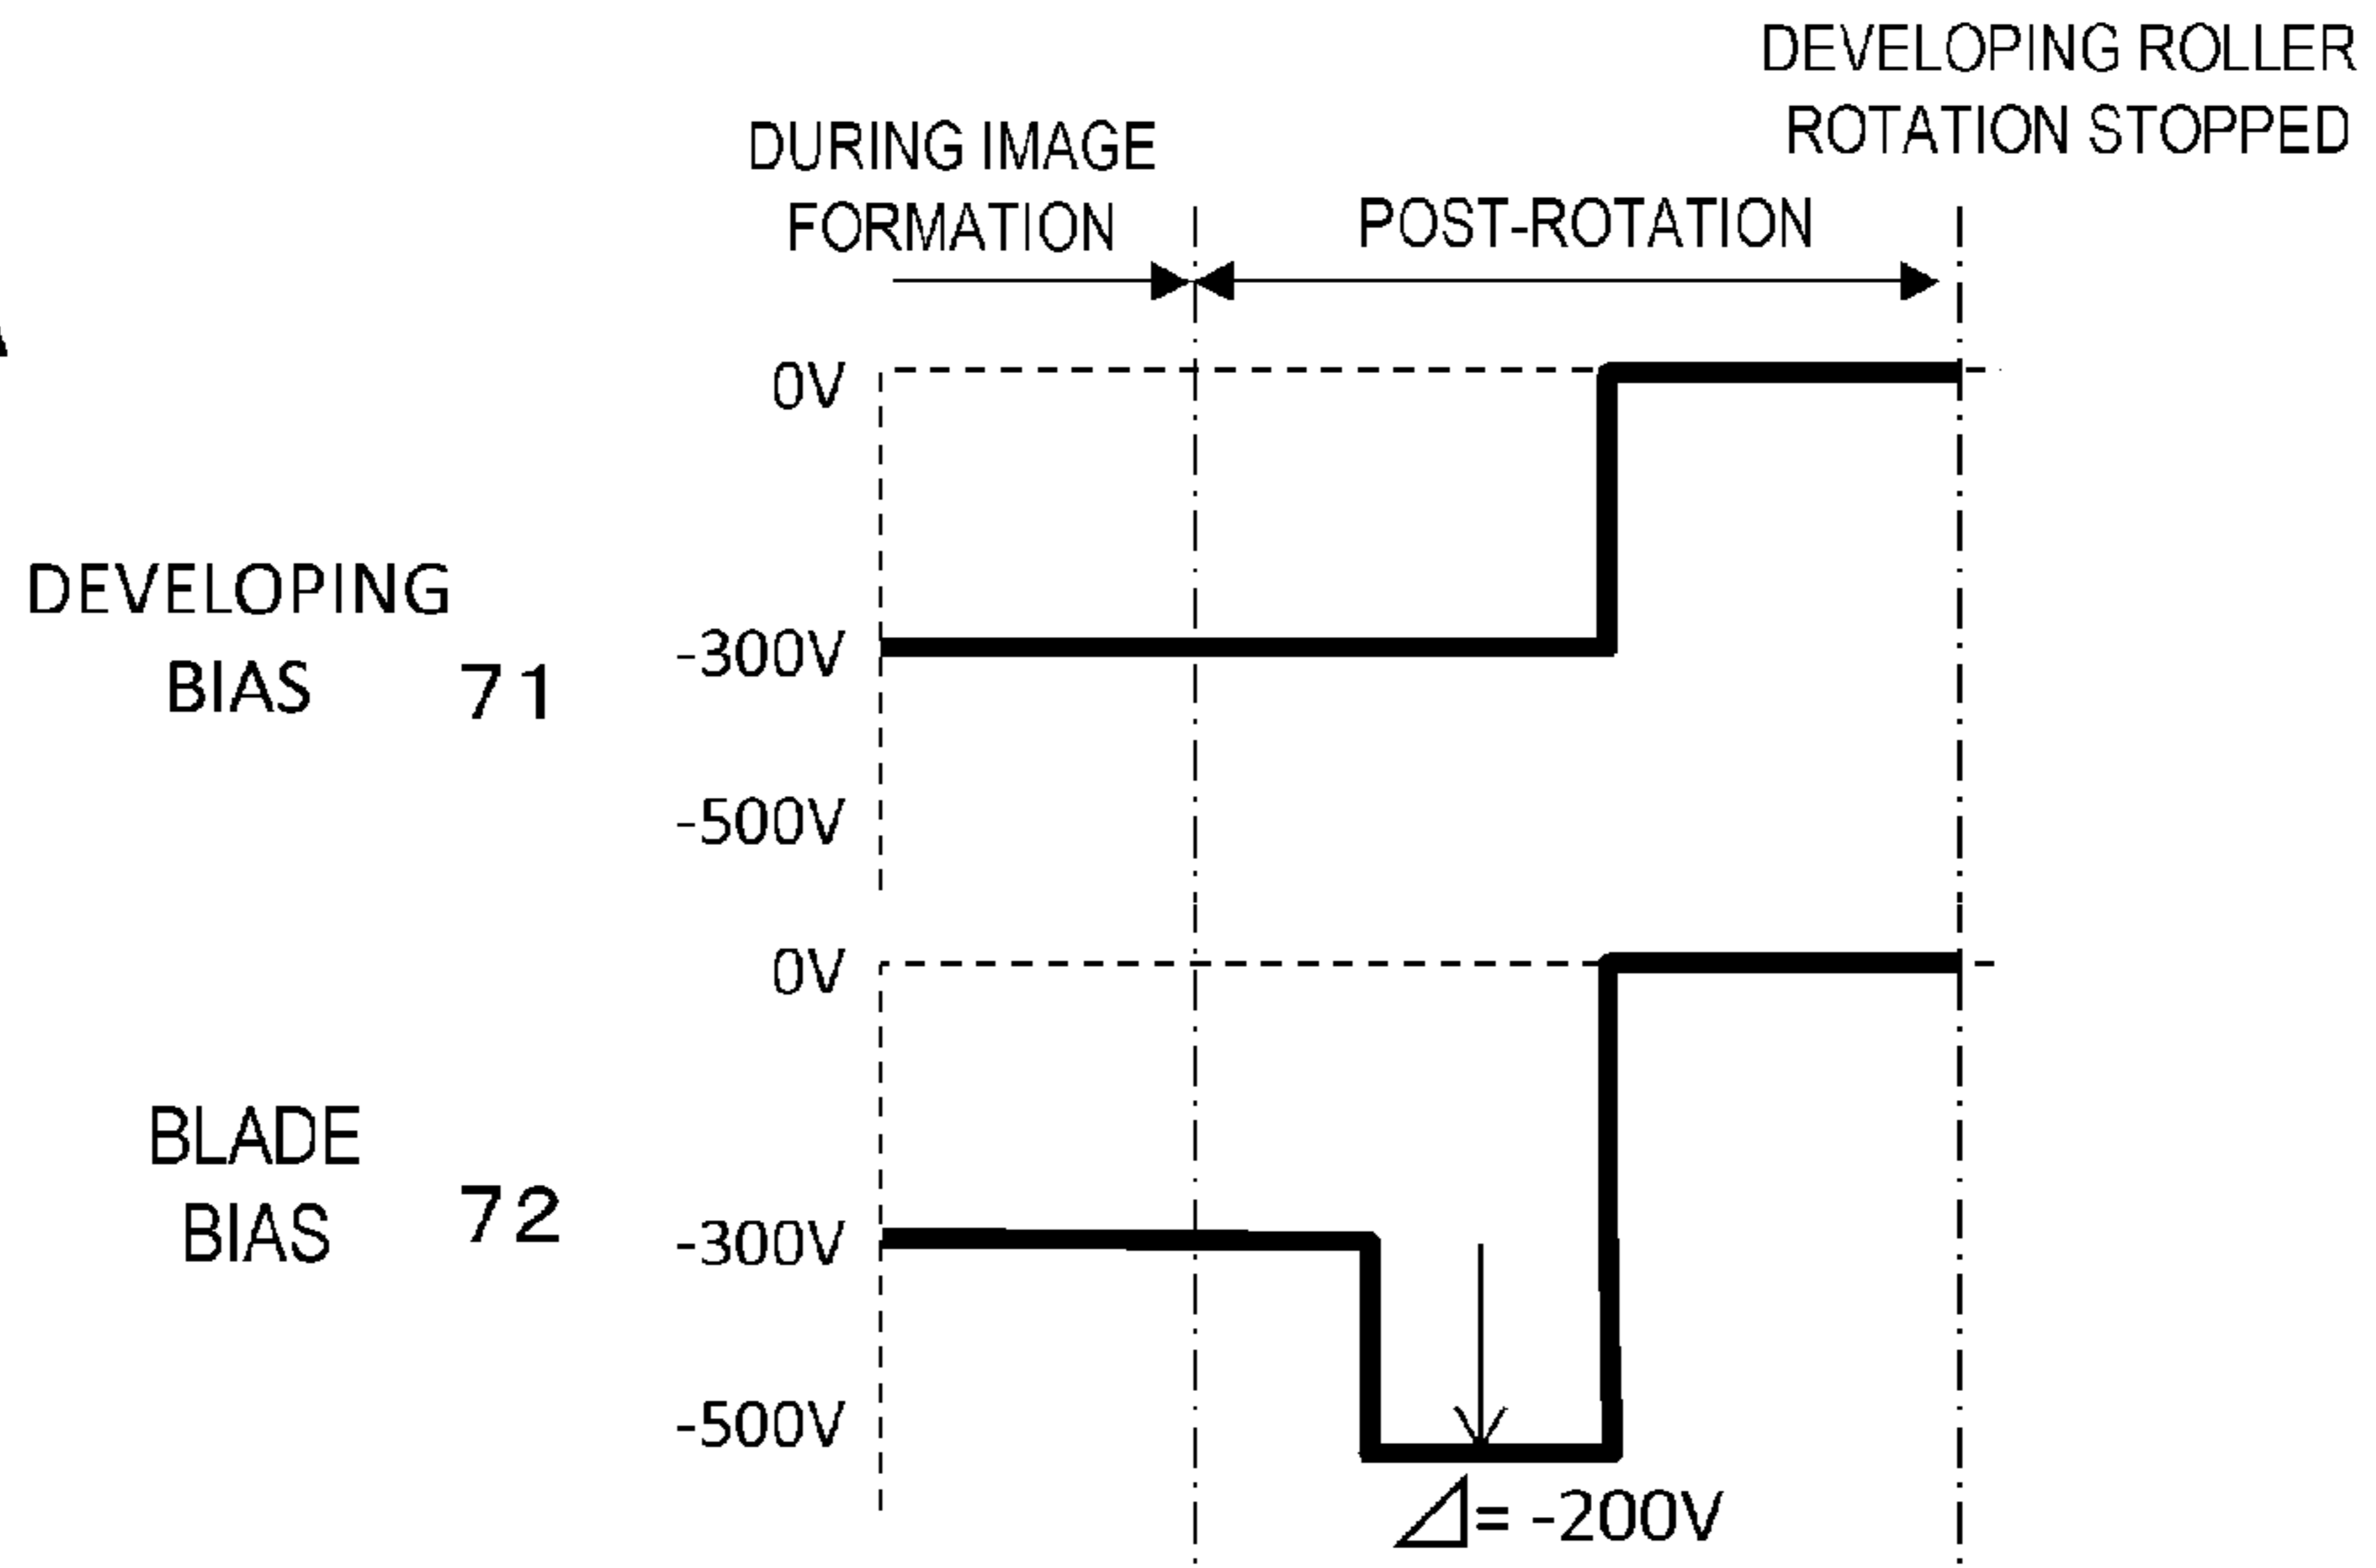 DEVELOPING ROLLER
ROTATION STOPPED
DURING IMAGE
FORMATION
POST-ROTATION
0V
DEVELOPING
BIAS 71
-300V
-500V
0V
BLADE
BIAS 72
-300V
-500V
⊿= -200V